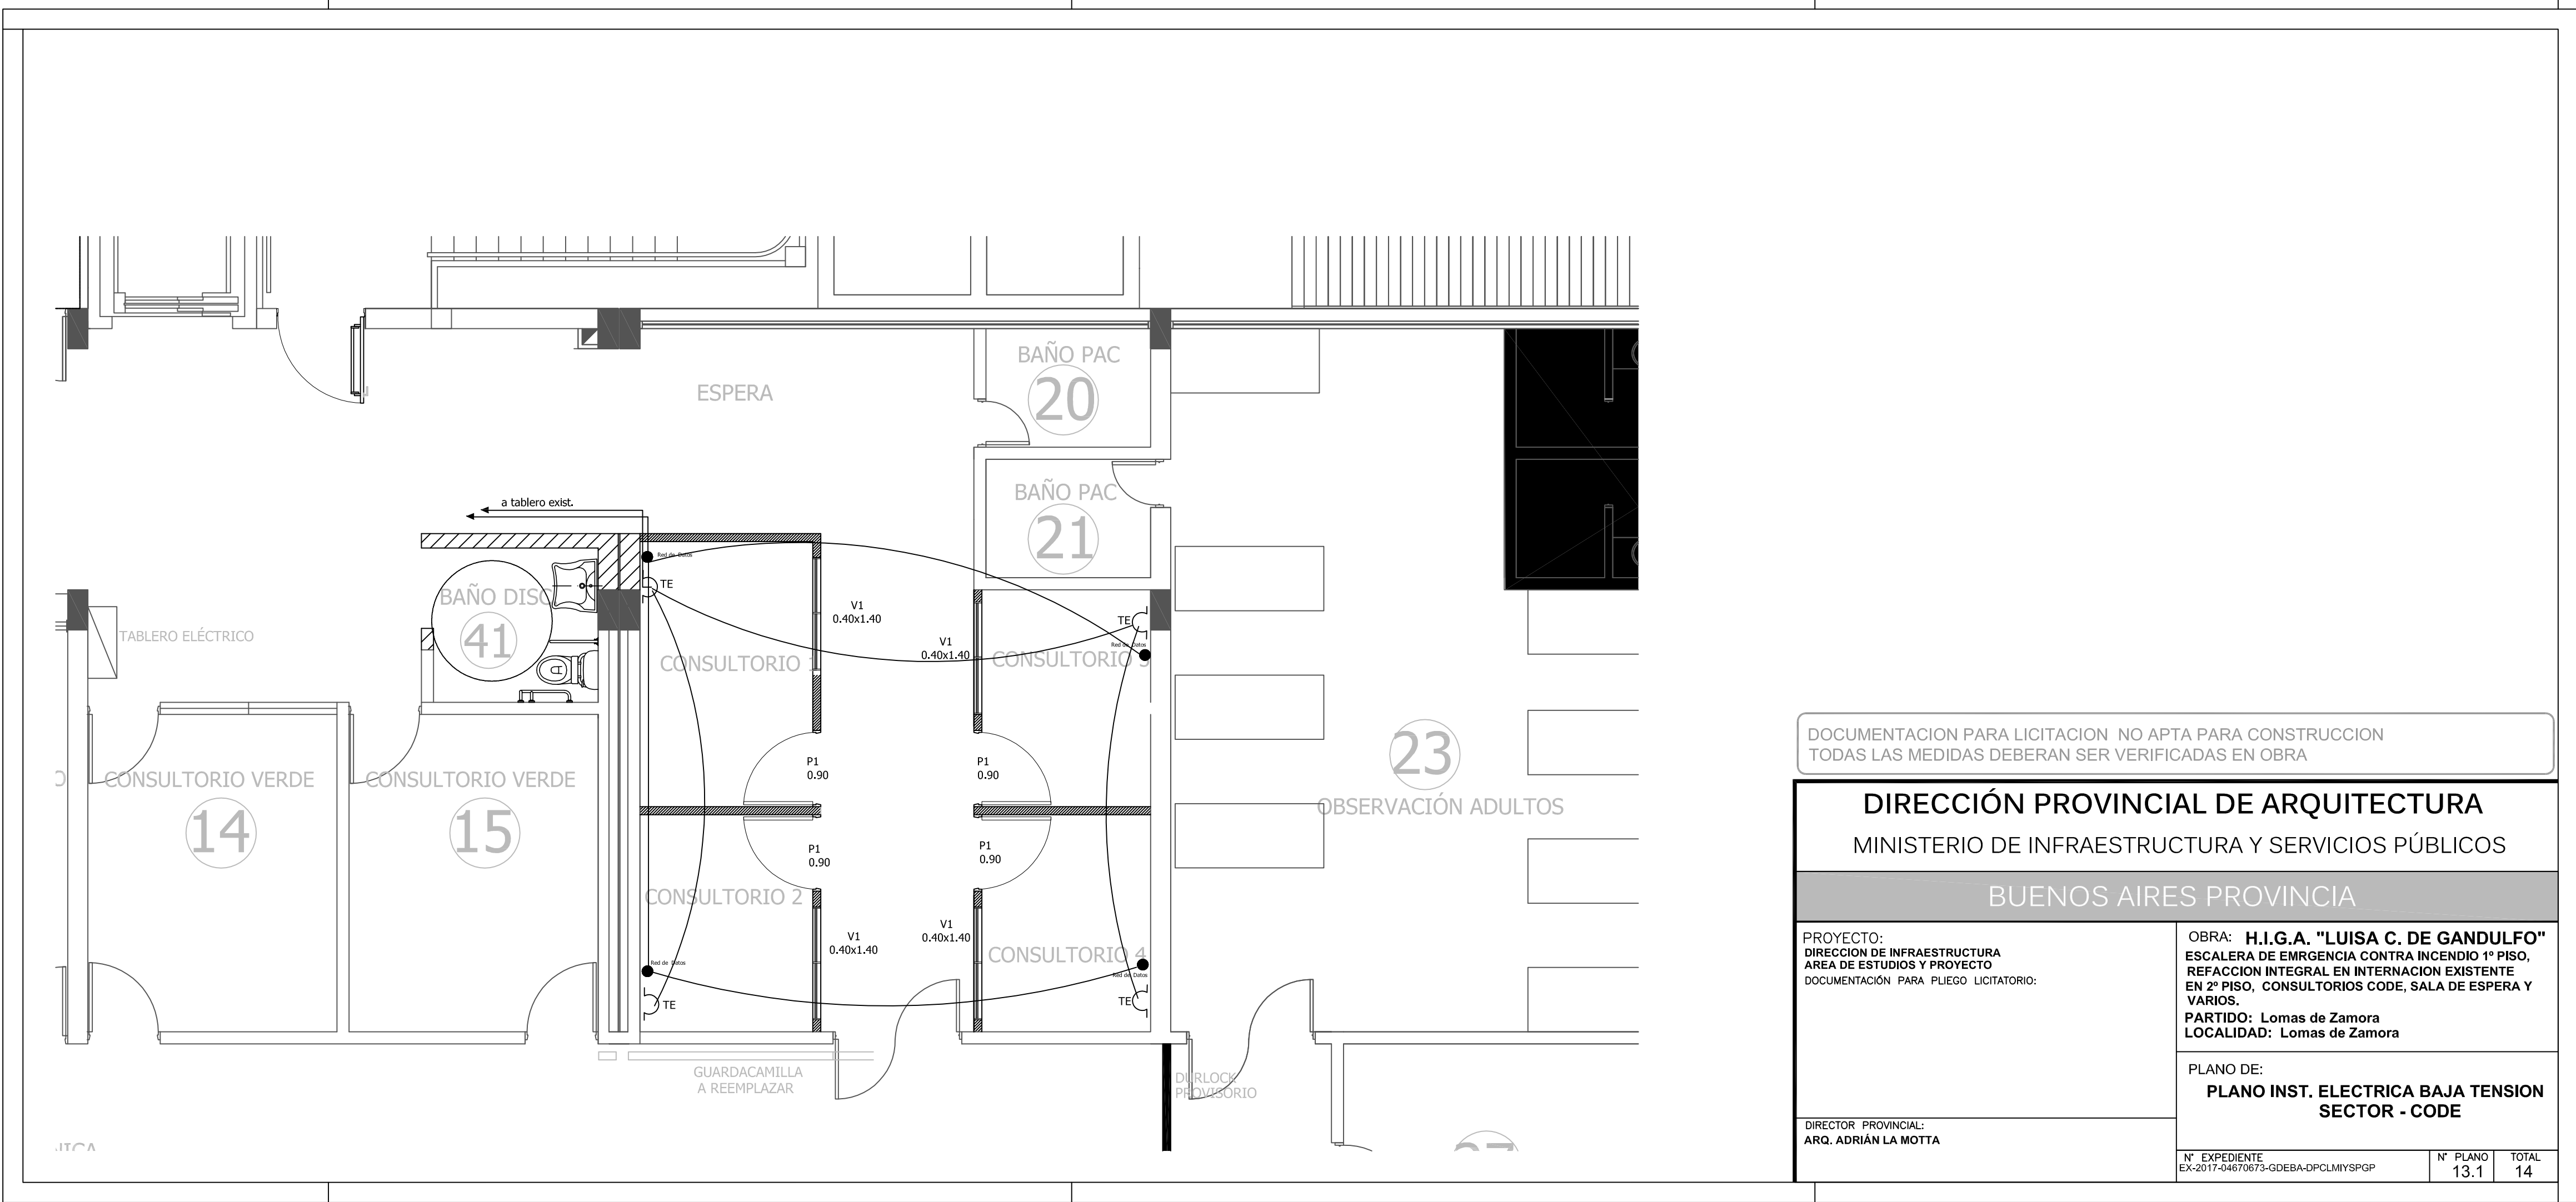 BAÑO PAC
20
ESPERA
BAÑO PAC
21
a tablero exist.
Red de Datos
TE
BAÑO DISC
41
TABLERO ELÉCTRICO
V1
0.40x1.40
TE
V1
0.40x1.40
Red de Datos
CONSULTORIO 1
CONSULTORIO 3
P1
0.90
P1
0.90
CONSULTORIO VERDE
14
CONSULTORIO VERDE
15
23
OBSERVACIÓN ADULTOS
P1
0.90
P1
0.90
CONSULTORIO 2
V1
0.40x1.40
V1
0.40x1.40
CONSULTORIO 4
Red de Datos
Red de Datos
TE
TE
GUARDACAMILLA
A REEMPLAZAR
DURLOCK
PROVISORIO
DOCUMENTACION PARA LICITACION NO APTA PARA CONSTRUCCION
TODAS LAS MEDIDAS DEBERAN SER VERIFICADAS EN OBRA
DIRECCIÓN PROVINCIAL DE ARQUITECTURA
MINISTERIO DE INFRAESTRUCTURA Y SERVICIOS PÚBLICOS
BUENOS AIRES PROVINCIA
PROYECTO:
DIRECCION DE INFRAESTRUCTURA
AREA DE ESTUDIOS Y PROYECTO
DOCUMENTACIÓN PARA PLIEGO LICITATORIO:
DIRECTOR PROVINCIAL:
ARQ. ADRIÁN LA MOTTA
OBRA: H.I.G.A. "LUISA C. DE GANDULFO"
ESCALERA DE EMRGENCIA CONTRA INCENDIO 1º PISO,
REFACCION INTEGRAL EN INTERNACION EXISTENTE
EN 2º PISO, CONSULTORIOS CODE, SALA DE ESPERA Y
VARIOS.
PARTIDO: Lomas de Zamora
LOCALIDAD: Lomas de Zamora
PLANO DE:
PLANO INST. ELECTRICA BAJA TENSION
SECTOR - CODE
N° EXPEDIENTE
EX-2017-04670673-GDEBA-DPCLMIYSPGP
N° PLANO
13.1
TOTAL
14